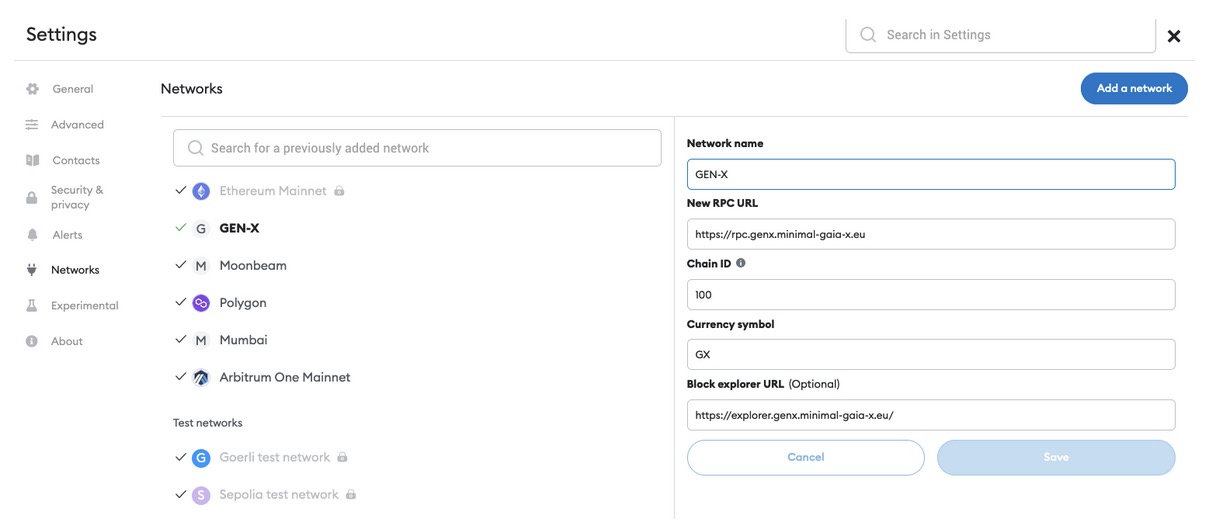 Settings
Search in Settings
General
Advanced
Contacts
Security &
privacy
Alerts
Networks
Experimental
About
Networks
Add a network
Search for a previously added network
Ethereum Mainnet
G GEN-X
M Moonbeam
Polygon
M Mumbai
Arbitrum One Mainnet
Test networks
G Goerli test network
S Sepolia test network
Network name
GEN-X
New RPC URL
https://rpc.genx.minimal-gaia-x.eu
Chain ID
100
Currency symbol
GX
Block explorer URL (Optional)
https://explorer.genx.minimal-gaia-x.eu/
Cancel
Save